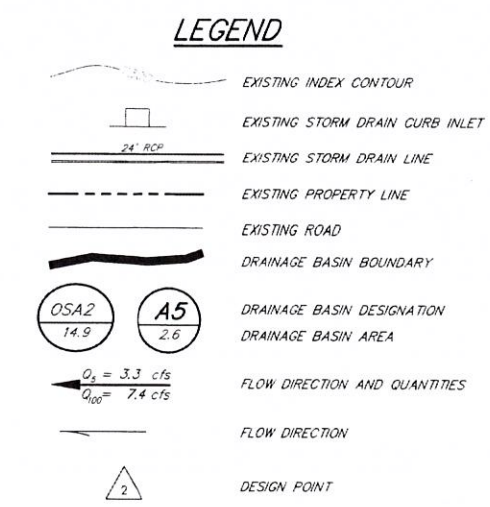 LEGEND
EXISTING INDEX CONTOUR
EXISTING STORM DRAIN CURB INLET
24" RCP
EXISTING STORM DRAIN LINE
EXISTING PROPERTY LINE
EXISTING ROAD
DRAINAGE BASIN BOUNDARY
OSA2 A5 DRAINAGE BASIN DESIGNATION
14.9 2.6 DRAINAGE BASIN AREA
Q5 = 3.3 cfs
FLOW DIRECTION AND QUANTITIES
Q100= 7.4 cfs
FLOW DIRECTION
2 DESIGN POINT